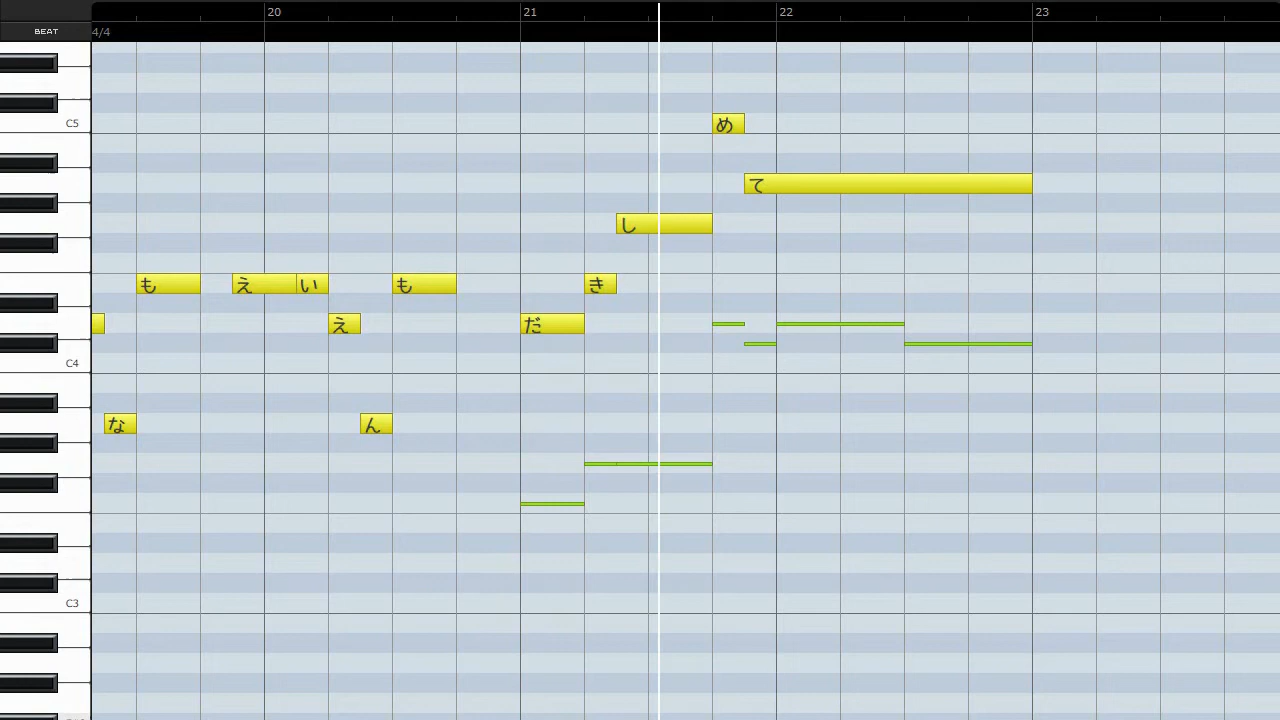 20 21 22 23
BEAT 4/4
C5
め
て
し
も え い も き
え だ
C4
な ん
C3